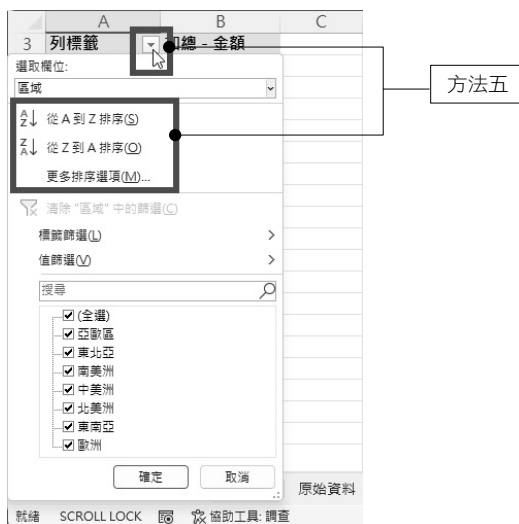 A B C
3 列標籤 加總 - 金額
選取欄位:
區域
方法五
從 A 到 Z 排序(S)
從 Z 到 A 排序(O)
更多排序選項(M)...
清除 "區域" 中的篩選(C)
標籤篩選(L)
值篩選(V)
搜尋
(全選)
亞歐區
東北亞
南美洲
中美洲
北美洲
東南亞
歐洲
確定 取消
原始資料
就緒 SCROLL LOCK 協助工具: 調查